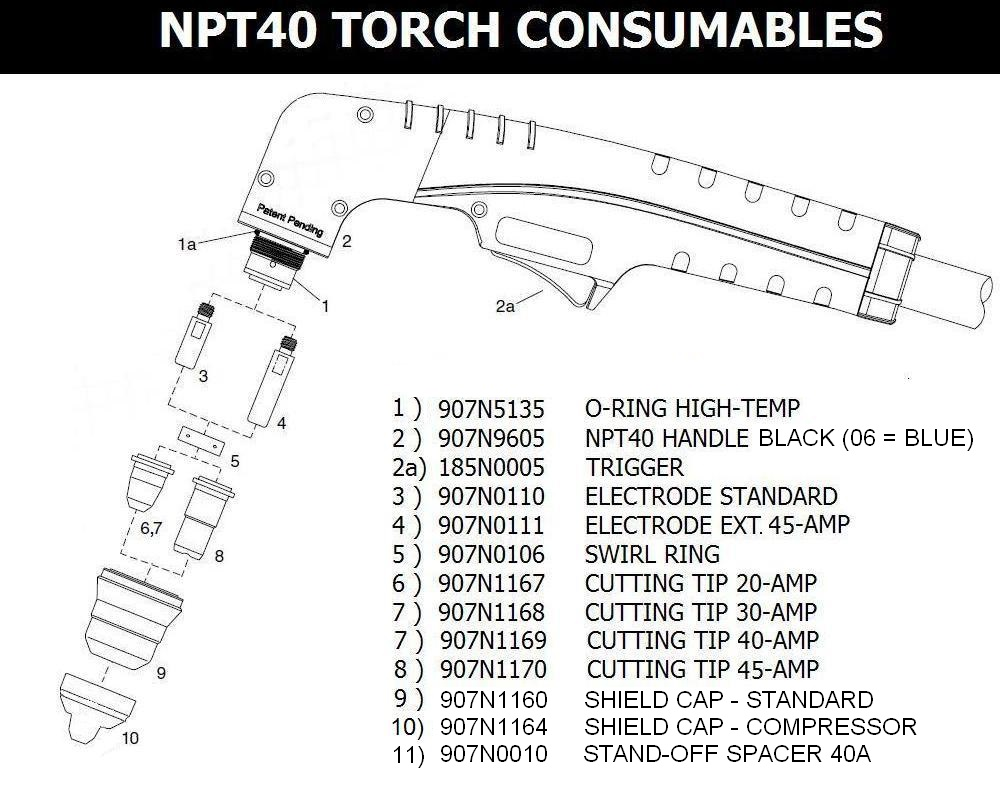 NPT40 TORCH CONSUMABLES
Patent Pending
1a
2
1
2a
3
4
5
6,7
8
9
10
1 ) 907N5135 O-RING HIGH-TEMP
2 ) 907N9605 NPT40 HANDLE BLACK (06 = BLUE)
2a) 185N0005 TRIGGER
3 ) 907N0110 ELECTRODE STANDARD
4 ) 907N0111 ELECTRODE EXT. 45-AMP
5 ) 907N0106 SWIRL RING
6 ) 907N1167 CUTTING TIP 20-AMP
7 ) 907N1168 CUTTING TIP 30-AMP
7 ) 907N1169 CUTTING TIP 40-AMP
8 ) 907N1170 CUTTING TIP 45-AMP
9 ) 907N1160 SHIELD CAP - STANDARD
10) 907N1164 SHIELD CAP - COMPRESSOR
11) 907N0010 STAND-OFF SPACER 40A